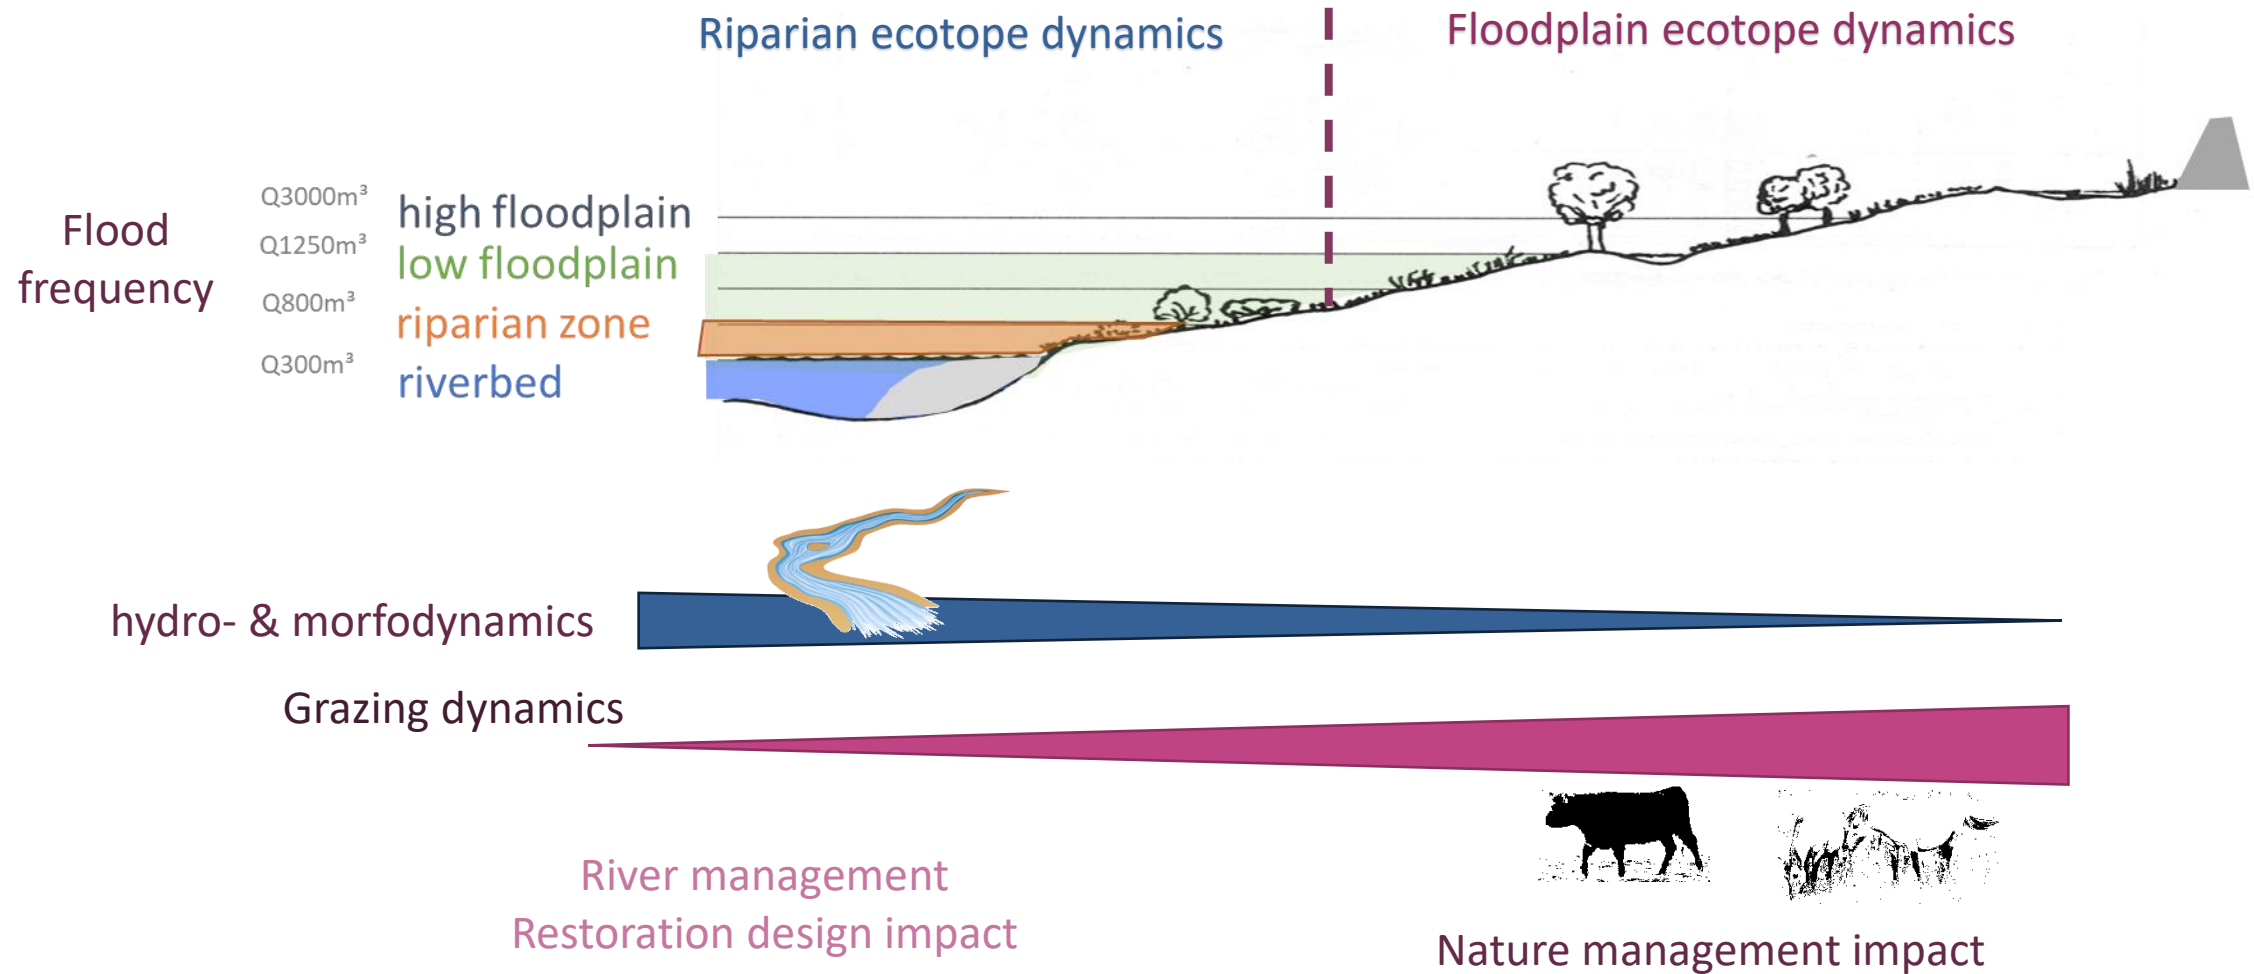 Riparian ecotope dynamics
Floodplain ecotope dynamics
Flood
frequency
Q3000m³
high floodplain
Q1250m³
low floodplain
Q800m³
riparian zone
Q300m³
riverbed
hydro- & morfodynamics
Grazing dynamics
River management
Restoration design impact
Nature management impact